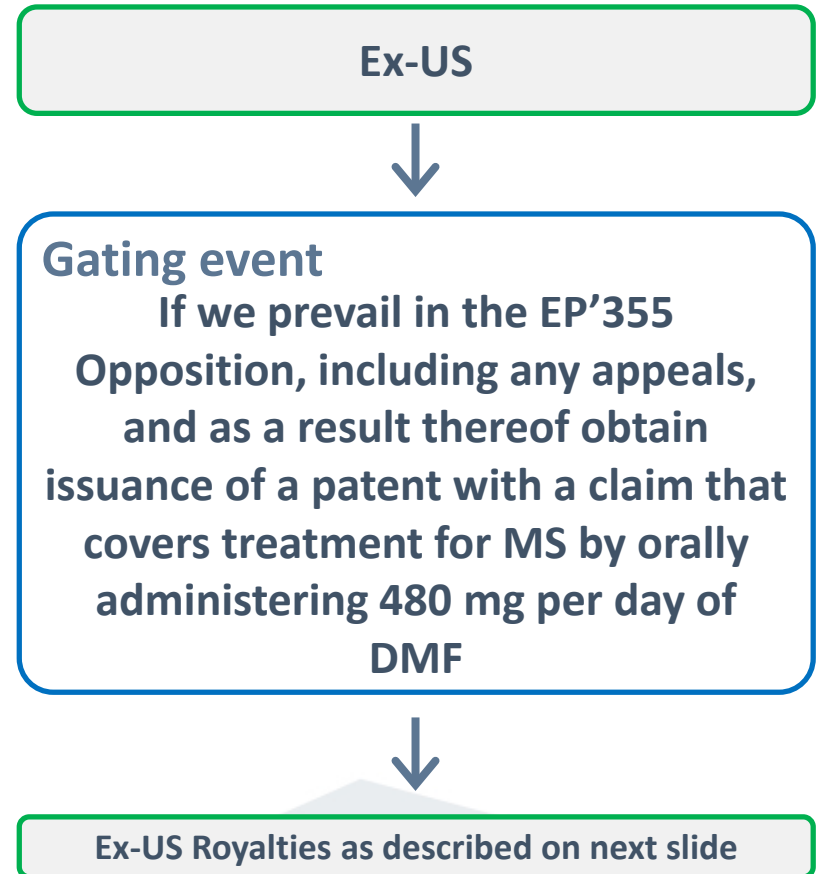 Ex-US
Gating event
If we prevail in the EP’355
Opposition, including any appeals,
and as a result thereof obtain
issuance of a patent with a claim that
covers treatment for MS by orally
administering 480 mg per day of
DMF
Ex-US Royalties as described on next slide